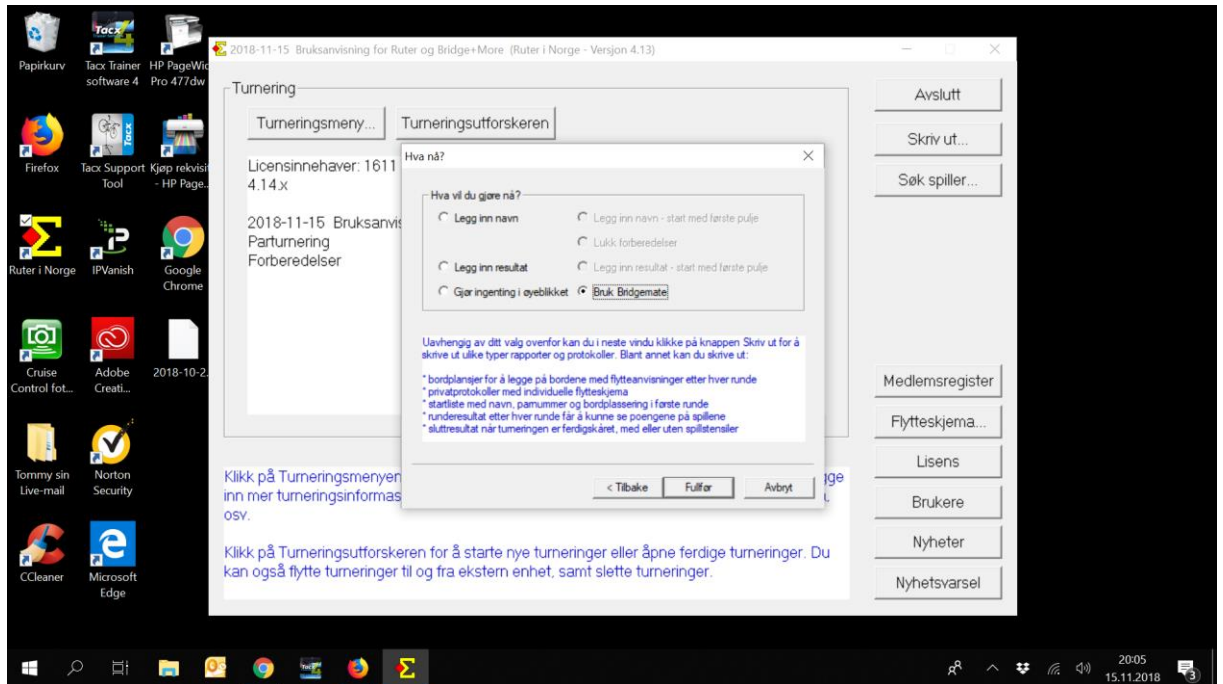 Papirkurv
Tacx Trainer
software 4
HP PageWid
Pro 477dw
Firefox
Tacx Support
Tool
Kjøp rekvisi
- HP Page..
Ruter i Norge
IPVanish
Google
Chrome
Cruise
Control fot...
Adobe
Creati...
2018-10-2.
Tommy sin
Live-mail
Norton
Security
CCleaner
Microsoft
Edge
2018-11-15 Bruksanvisning for Ruter og Bridge+More (Ruter i Norge - Versjon 4.13)
Turnering
Turneringsmeny...
Turneringsutforskeren
Licensinnehaver: 1611
4.14.x
2018-11-15 Bruksanvis
Parturnering
Forberedelser
Hva nå?
Hva vil du gjøre nå?
Legg inn navn
Legg inn navn - start med første pulje
Lukk forberedelser
Legg inn resultat
Legg inn resultat - start med første pulje
Gjør ingenting i øyeblikket
Bruk Bridgemate
Uavhengig av ditt valg ovenfor kan du i neste vindu klikke på knappen Skriv ut for å
skrive ut ulike typer rapporter og protokoller. Blant annet kan du skrive ut:
* bordplansjer for å legge på bordene med flytteanvisninger etter hver runde
* privatprotokoller med individuelle flytteskjema
* startliste med navn, parnummer og bordplassering i første runde
* runderesultat etter hver runde får å kunne se poengene på spillene
* sluttresultat når turneringen er ferdigskåret, med eller uten spillstensiler
< Tilbake
Fullfør
Avbryt
Klikk på Turneringsmenyen
gge
inn mer turneringsinformas
osv.
Klikk på Turneringsutforskeren for å starte nye turneringer eller åpne ferdige turneringer. Du
kan også flytte turneringer til og fra ekstern enhet, samt slette turneringer.
Avslutt
Skriv ut...
Søk spiller...
Medlemsregister
Flytteskjema...
Lisens
Brukere
Nyheter
Nyhetsvarsel
20:05
15.11.2018
3